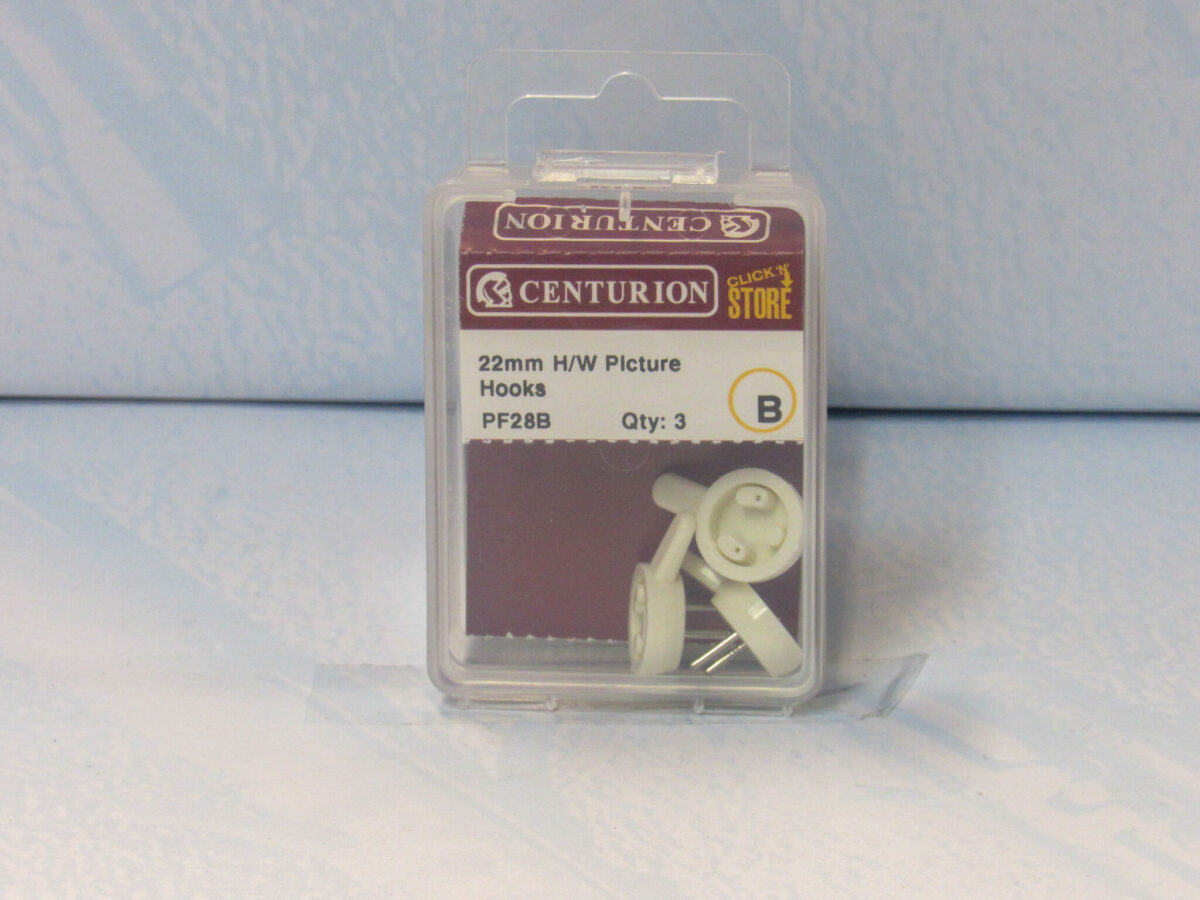 CENTURION
CENTURION
CLICK 'N'
STORE
22mm H/W Picture
Hooks
B
PF28B Qty: 3